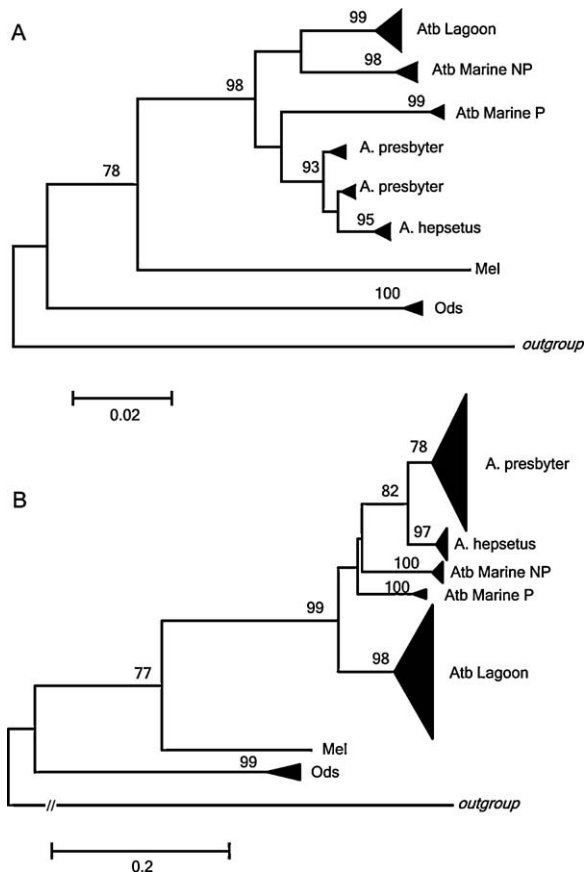 A
99
Atb Lagoon
98
Atb Marine NP
98
99
Atb Marine P
A. presbyter
93
78
A. presbyter
95
A. hepsetus
Mel
100
Ods
outgroup
0.02
78
A. presbyter
B
82
97
A. hepsetus
100
Atb Marine NP
100
Atb Marine P
99
98
Atb Lagoon
77
Mel
99
Ods
//
outgroup
0.2